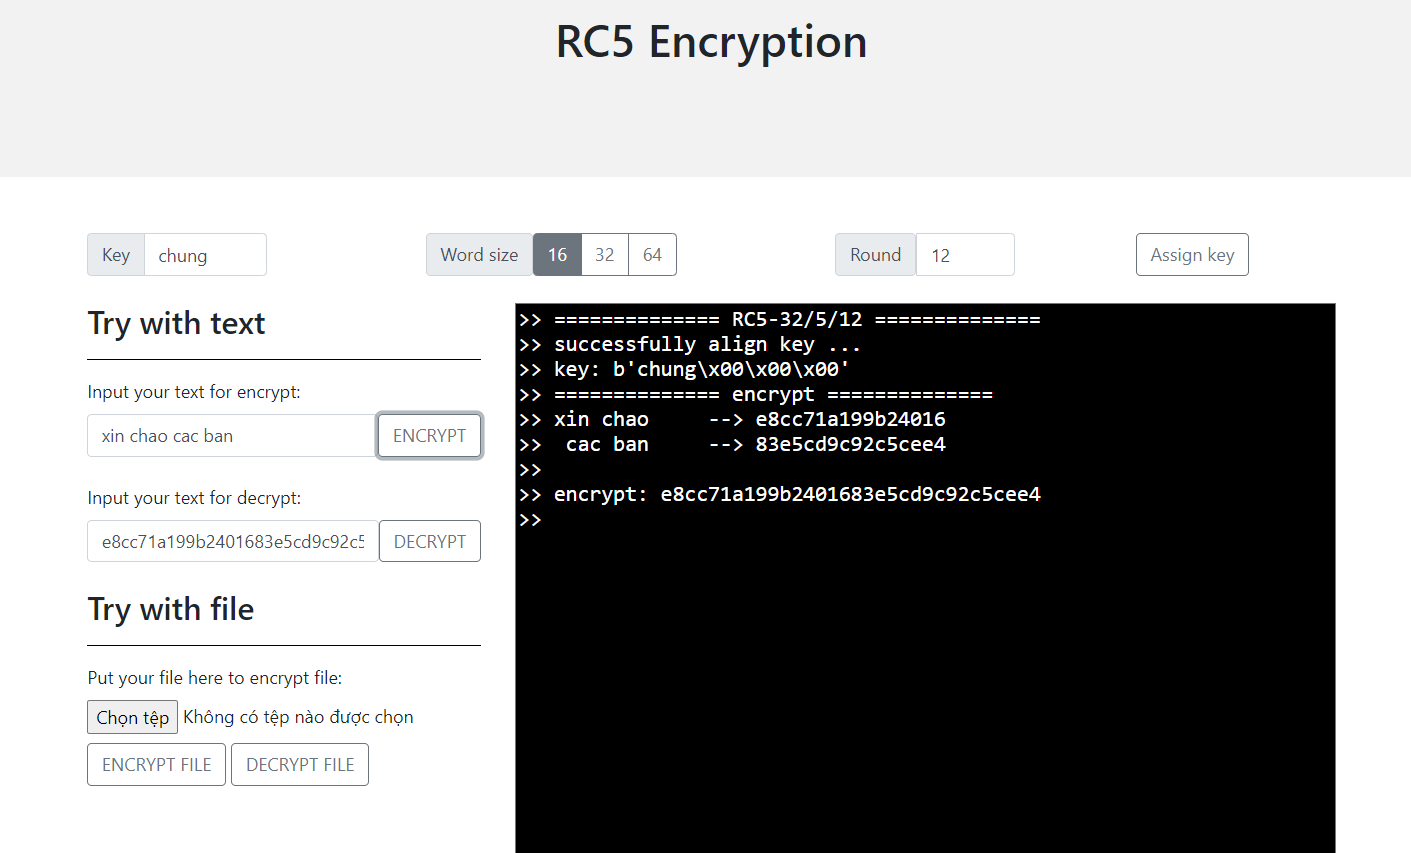 RC5 Encryption
Key chung Word size 16 32 64 Round 12 Assign key
Try with text
Input your text for encrypt:
xin chao cac ban ENCRYPT
Input your text for decrypt:
e8cc71a199b2401683e5cd9c92c5 DECRYPT
Try with file
Put your file here to encrypt file:
Chọn tệp Không có tệp nào được chọn
ENCRYPT FILE DECRYPT FILE
>> ============== RC5-32/5/12 ==============
>> successfully align key ...
>> key: b'chung\x00\x00\x00'
>> ============== encrypt ==============
>> xin chao     --> e8cc71a199b24016
>>  cac ban     --> 83e5cd9c92c5cee4
>>
>> encrypt: e8cc71a199b2401683e5cd9c92c5cee4
>>